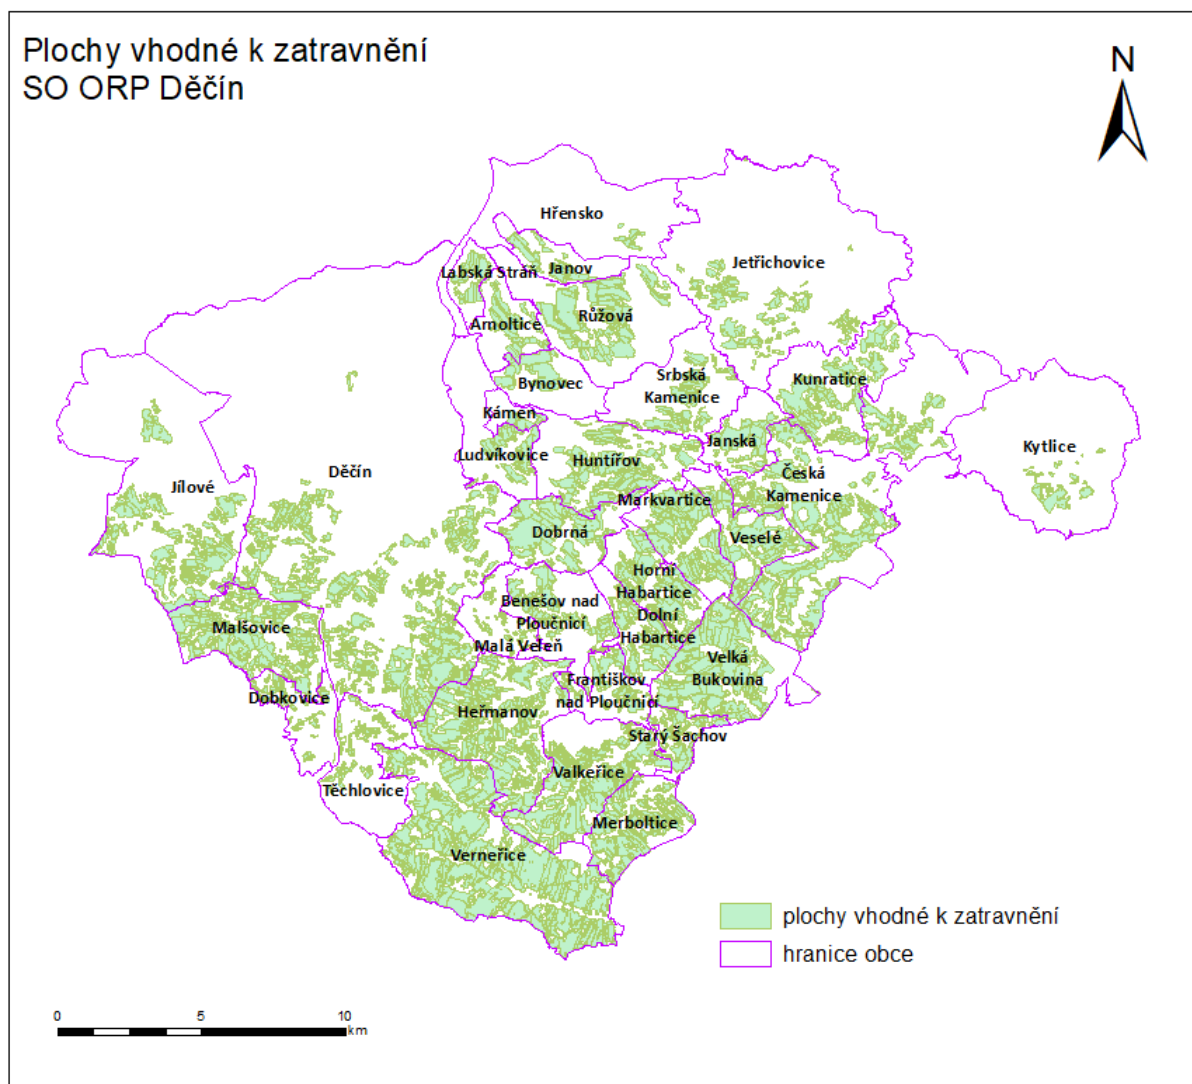 Plochy vhodné k zatravnění
SO ORP Děčín
N
Hřensko
Jetřichovice
Labská Stráň
Janov
Růžová
Arnoltice
Bynovec
Srbská
Kamenice
Kunratice
Kámen
Ludvíkovice
Janská
Kytlice
Huntířov
Děčín
Česká
Kamenice
Jílové
Markvartice
Dobrná
Veselé
Horní
Habartice
Benešov nad
Ploučnicí
Dolní
Habartice
Malšovice
Malá Veleň
Velká
Bukovina
Františkov
nad Ploučnicí
Dobkovice
Heřmanov
Starý Šachov
Valkeřice
Těchlovice
Merboltice
Verneřice
plochy vhodné k zatravnění
hranice obce
0 5 10
km